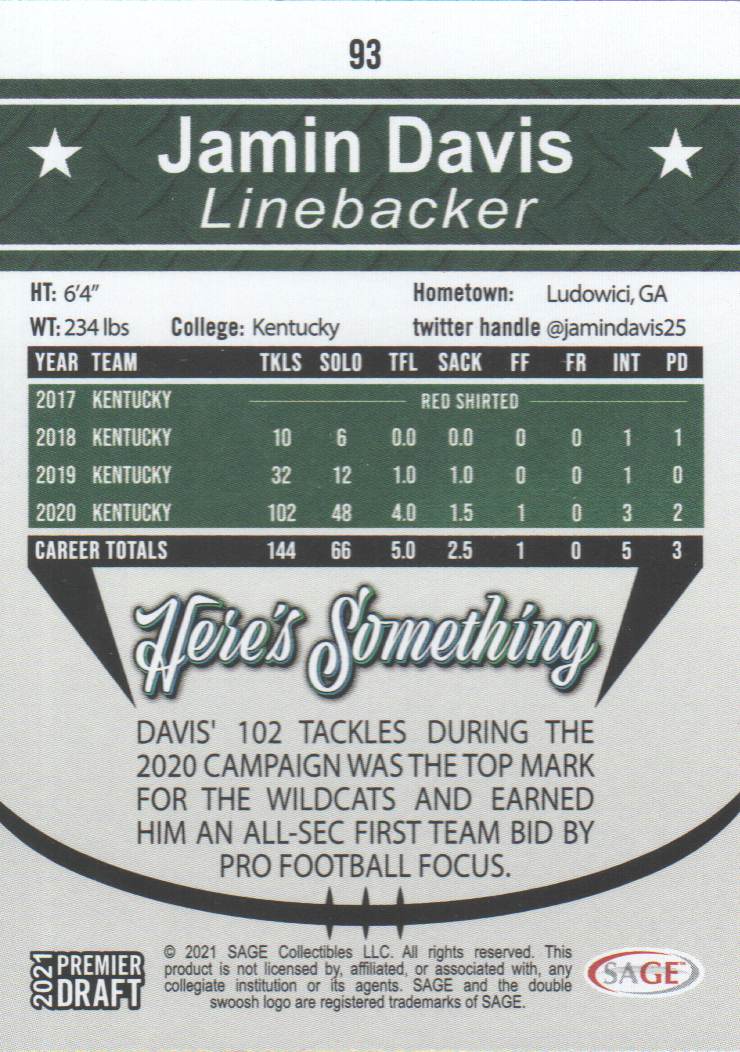 93
Jamin Davis
Linebacker
HT: 6'4" Hometown: Ludowici, GA
WT: 234 lbs College: Kentucky twitter handle @jamindavis25
YEAR TEAM TKLS SOLO TFL SACK FF FR INT PD
2017 KENTUCKY RED SHIRTED
2018 KENTUCKY 10 6 0.0 0.0 0 0 1 1
2019 KENTUCKY 32 12 1.0 1.0 0 0 1 0
2020 KENTUCKY 102 48 4.0 1.5 1 0 3 2
CAREER TOTALS 144 66 5.0 2.5 1 0 5 3
Here's Something
DAVIS' 102 TACKLES DURING THE
2020 CAMPAIGN WAS THE TOP MARK
FOR THE WILDCATS AND EARNED
HIM AN ALL-SEC FIRST TEAM BID BY
PRO FOOTBALL FOCUS.
2021 PREMIER
DRAFT
© 2021 SAGE Collectibles LLC. All rights reserved. This
product is not licensed by, affiliated, or associated with, any
collegiate institution or its agents. SAGE and the double
swoosh logo are registered trademarks of SAGE.
SAGE™